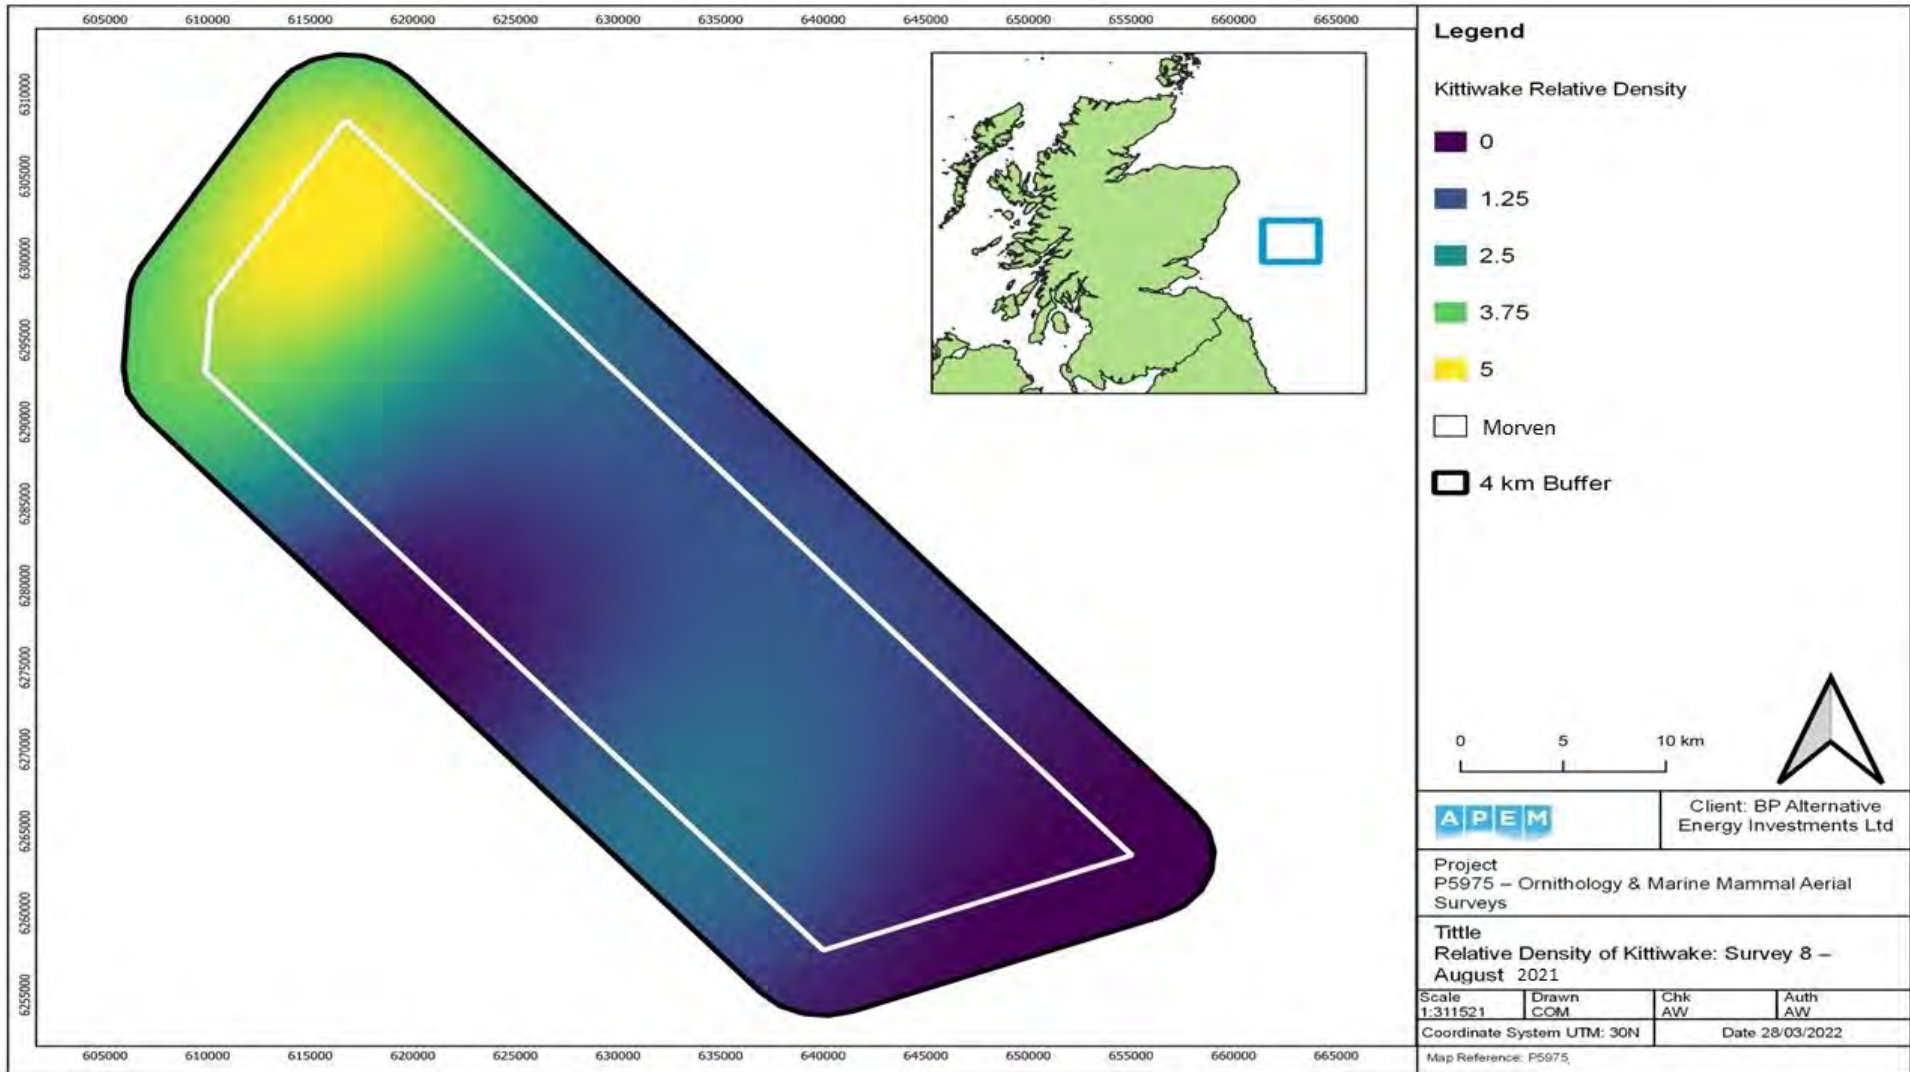 605000 610000 615000 620000 625000 630000 635000 640000 645000 650000 655000 660000 665000
6310000
6305000
6300000
6295000
6290000
6285000
6280000
6275000
6270000
6265000
6260000
6255000
605000 610000 615000 620000 625000 630000 635000 640000 645000 650000 655000 660000 665000
Legend
Kittiwake Relative Density
0
1.25
2.5
3.75
5
Morven
4 km Buffer
0 5 10 km
APEM
Client: BP Alternative
Energy Investments Ltd
Project
P5975 – Ornithology & Marine Mammal Aerial
Surveys
Tittle
Relative Density of Kittiwake: Survey 8 –
August 2021
Scale
1:311521
Drawn
COM
Chk
AW
Auth
AW
Coordinate System UTM: 30N
Date 28/03/2022
Map Reference: P5975